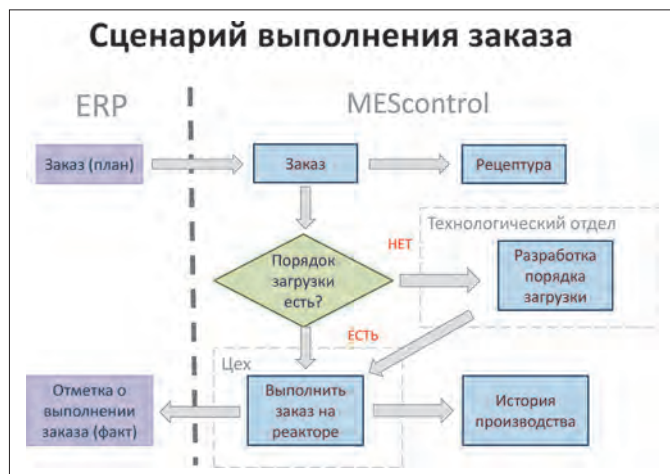 Сценарий выполнения заказа
ERP
MEScontrol
Заказ (план)
Заказ
Рецептура
Технологический отдел
НЕТ
Порядок
загрузки
есть?
Разработка
порядка
загрузки
ЕСТЬ
Цех
Отметка о
выполнении
заказа (факт)
Выполнить
заказ на
реакторе
История
производства